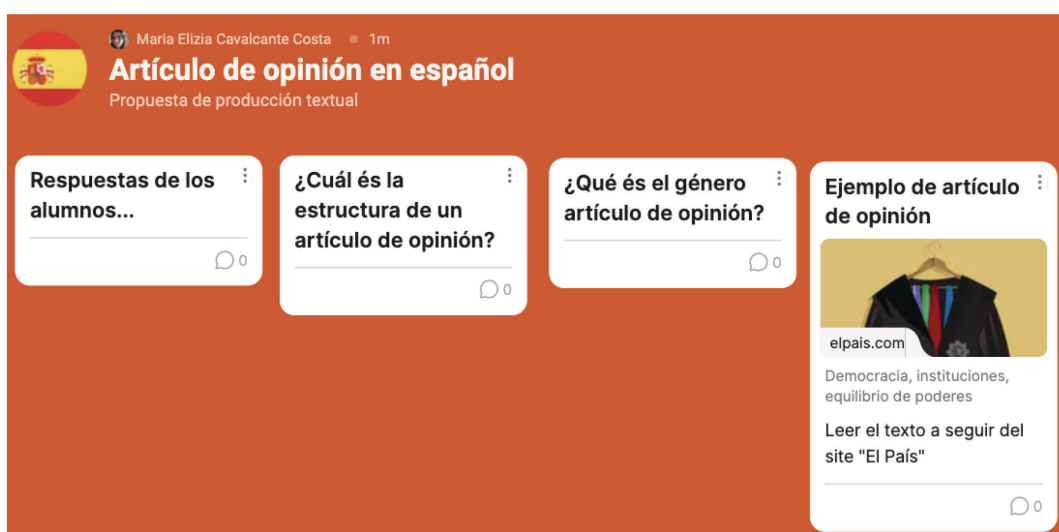 Maria Elizia Cavalcante Costa • 1m
Artículo de opinión en español
Propuesta de producción textual
Respuestas de los
alumnos...
0
¿Cuál és la
estructura de un
artículo de opinión?
0
¿Qué és el género
artículo de opinión?
0
Ejemplo de artículo
de opinión
elpais.com
Democracia, instituciones,
equilibrio de poderes
Leer el texto a seguir del
site "El País"
0